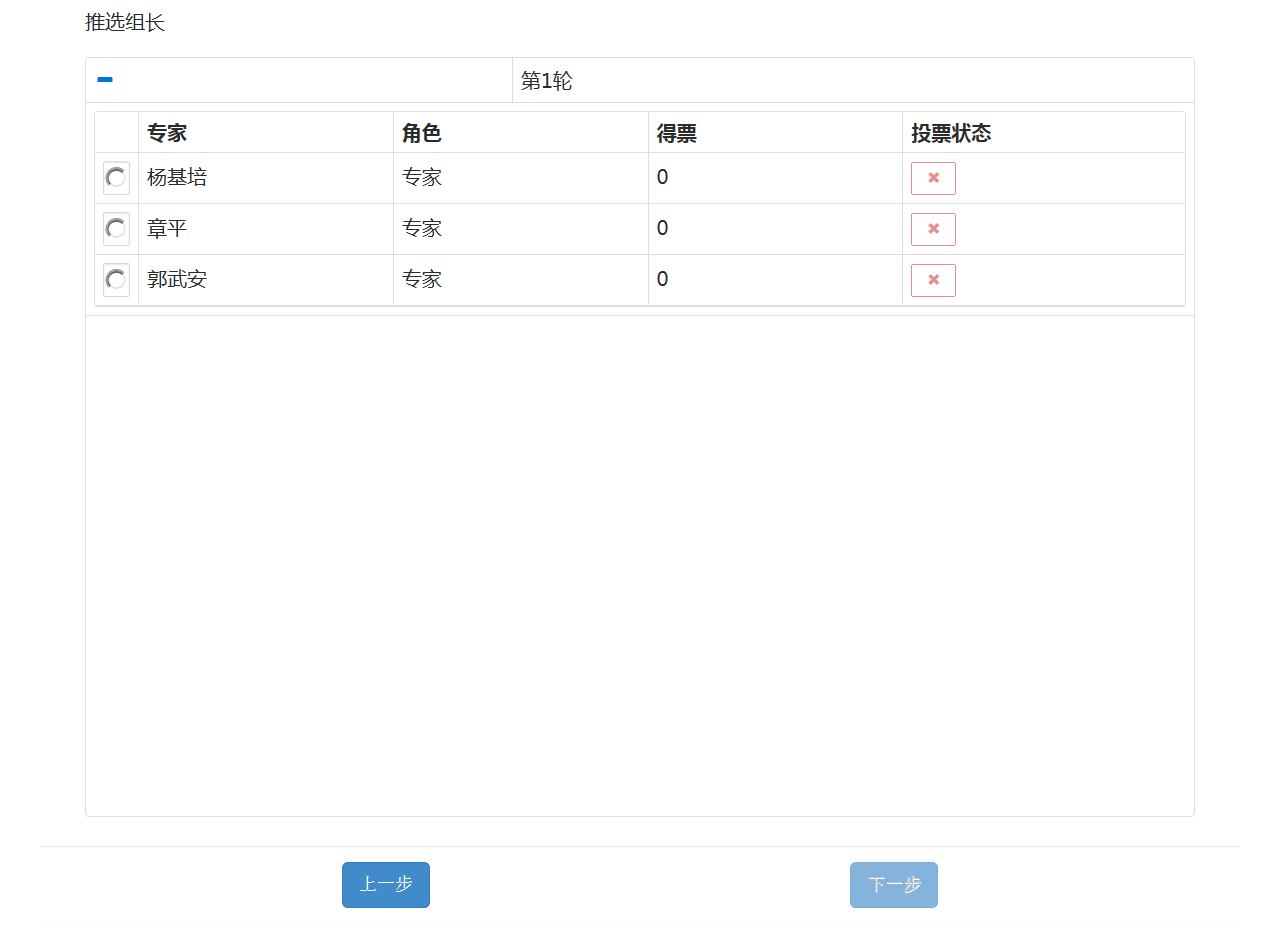 推选组长
第1轮
专家 角色 得票 投票状态
杨基培 专家 0
章平 专家 0
郭武安 专家 0
上一步 下一步